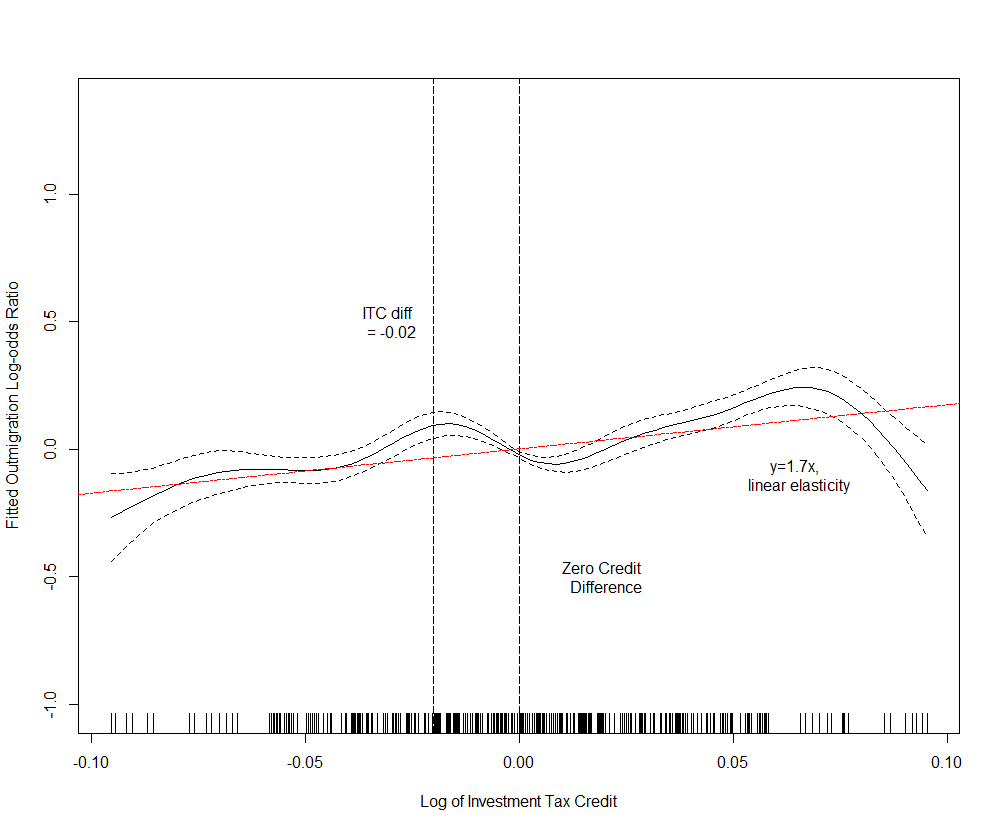 1.0
0.5
0.0
-0.5
-1.0
Fitted Outmigration Log-odds Ratio
ITC diff
= -0.02
y=1.7x,
linear elasticity
Zero Credit
Difference
-0.10
-0.05
0.00
0.05
0.10
Log of Investment Tax Credit